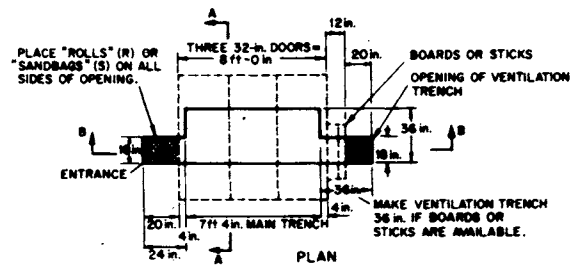 A
12 in.
PLACE "ROLLS" (R) OR
"SANDBAGS" (S) ON ALL
SIDES OF OPENING.
THREE 32-in. DOORS=
8 ft-0 in
20 in.
BOARDS OR STICKS
OPENING OF VENTILATION
TRENCH
B
18 in.
36 in.
B
18 in.
ENTRANCE
36 in.
20 in.
7 ft 4 in. MAIN TRENCH
4 in.
MAKE VENTILATION TRENCH
36 in. IF BOARDS OR
STICKS ARE AVAILABLE.
4 in.
24 in.
A
PLAN